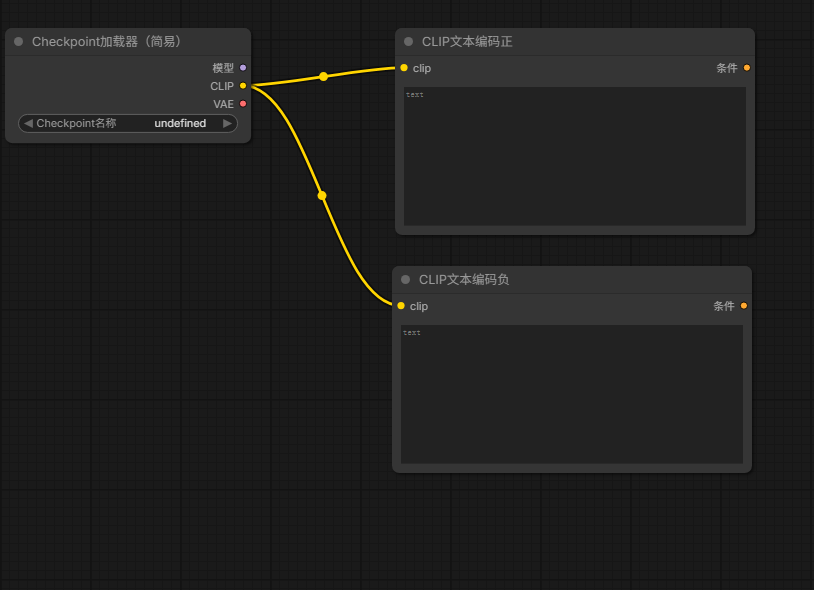 Checkpoint加载器（简易）
模型
CLIP
VAE
Checkpoint名称 undefined
CLIP文本编码正
clip 条件
text
CLIP文本编码负
clip 条件
text